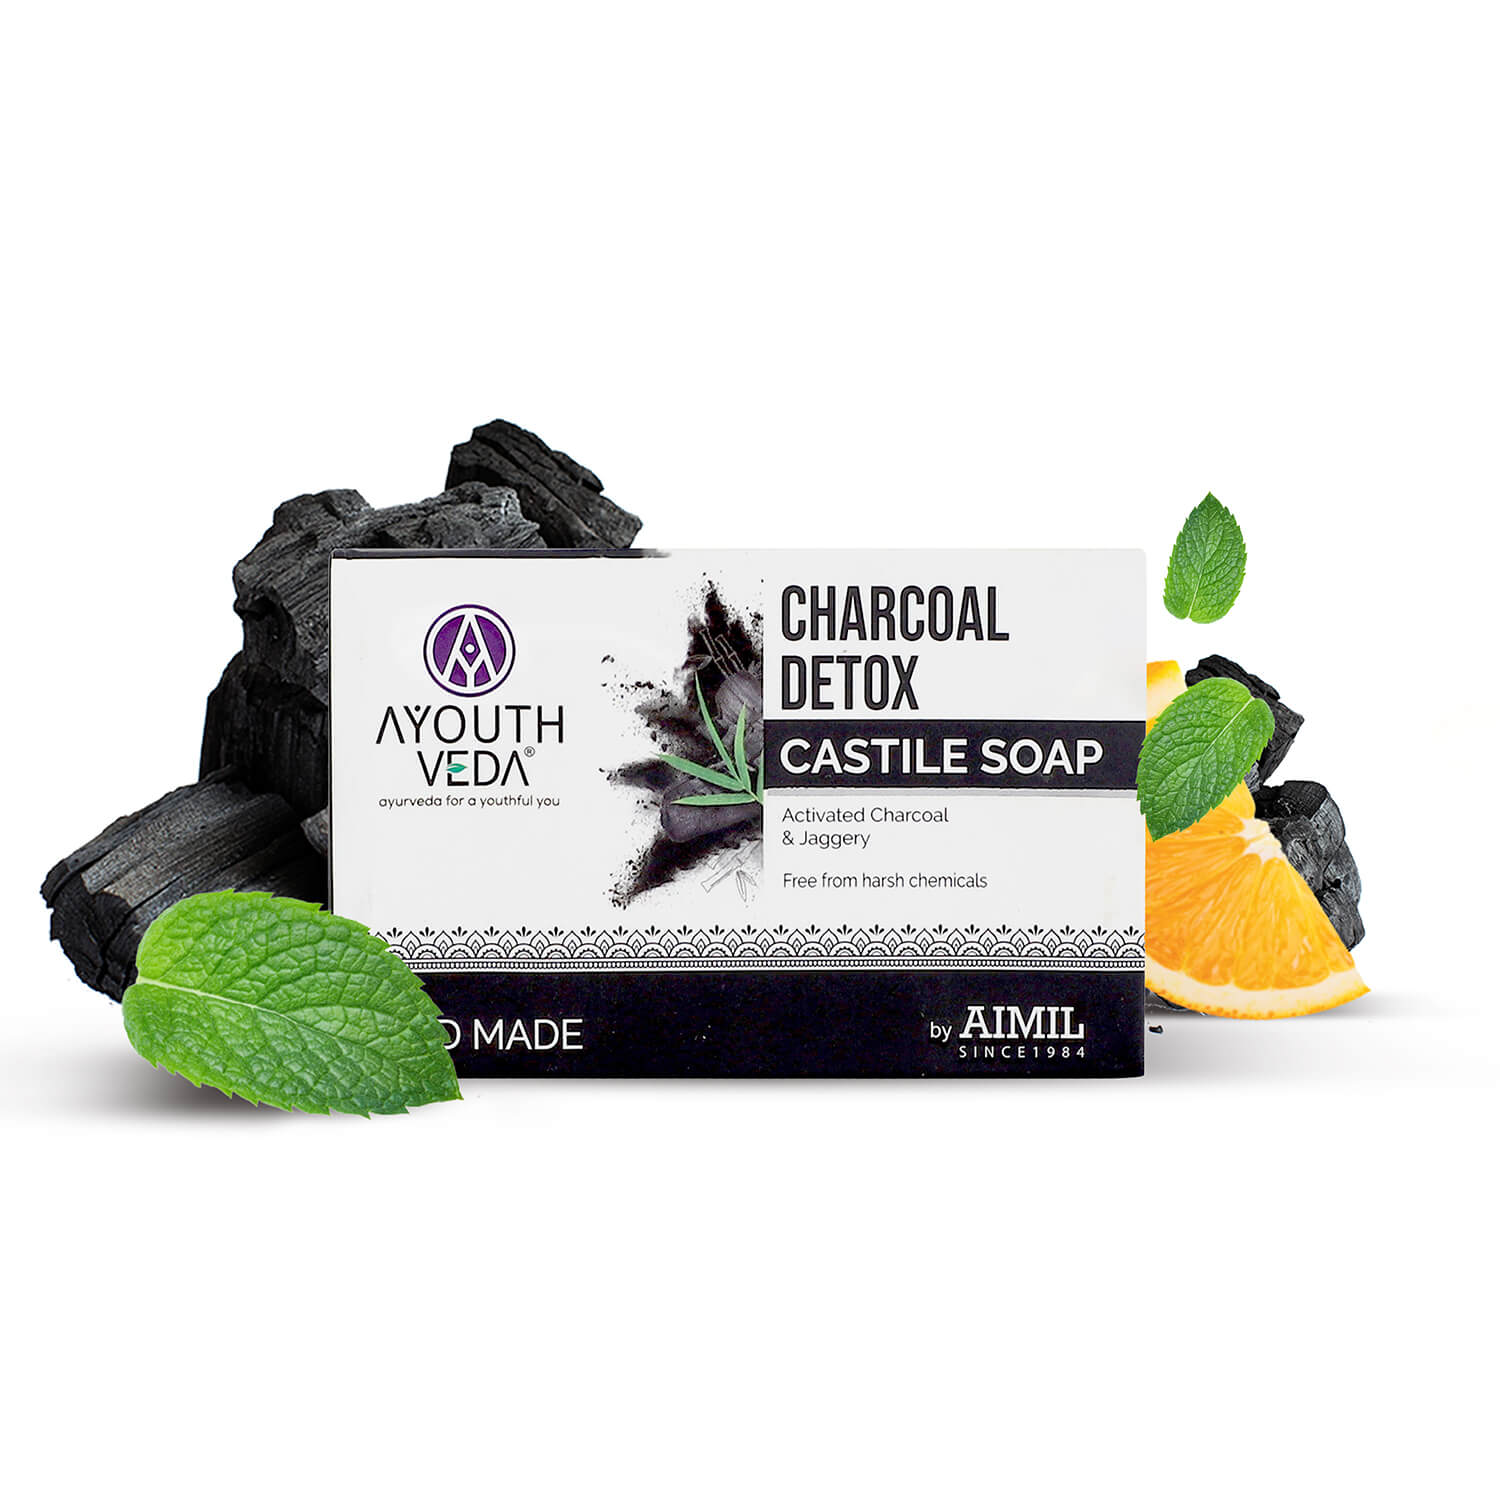 AYOUTH
VEDA®
ayurveda for a youthful you
CHARCOAL
DETOX
CASTILE SOAP
Activated Charcoal
& Jaggery
Free from harsh chemicals
MADE
by AIMIL
SINCE1984